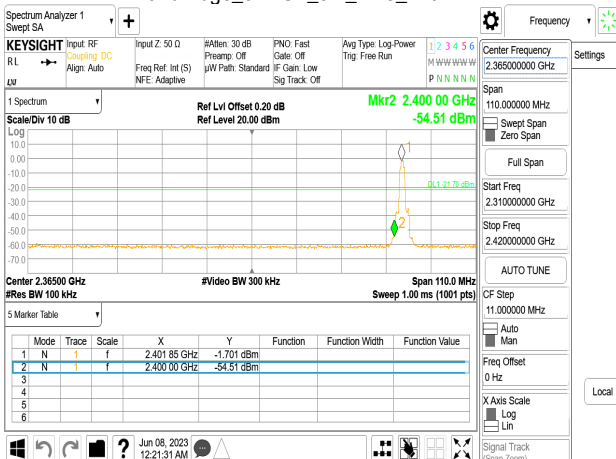 Spectrum Analyzer 1
Swept SA
Frequency
Settings
KEYSIGHT
RL
Input: RF
Coupling: DC
Align: Auto
Input Z: 50 Ω
Freq Ref: Int (S)
NFE: Adaptive
#Atten: 30 dB
Preamp: Off
µW Path: Standard
PNO: Fast
Gate: Off
IF Gain: Low
Sig Track: Off
Avg Type: Log-Power
Trig: Free Run
1 2 3 4 5 6
M W W W W W
P N N N N N
1 Spectrum
Scale/Div 10 dB
Ref Lvl Offset 0.20 dB
Ref Level 20.00 dBm
Mkr2 2.400 00 GHz
-54.51 dBm
Log
10.0
0.00
-10.0
-20.0
-30.0
-40.0
-50.0
-60.0
-70.0
1
DL1 -21.78 dBm
2
Center 2.36500 GHz
#Video BW 300 kHz
Span 110.0 MHz
#Res BW 100 kHz
Sweep 1.00 ms (1001 pts)
5 Marker Table
Mode Trace Scale X Y Function Function Width Function Value
1 N 1 f 2.401 85 GHz -1.701 dBm
2 N 1 f 2.400 00 GHz -54.51 dBm
3
4
5
6
Jun 08, 2023
12:21:31 AM
Center Frequency
2.365000000 GHz
Span
110.000000 MHz
Swept Span
Zero Span
Full Span
Start Freq
2.310000000 GHz
Stop Freq
2.420000000 GHz
AUTO TUNE
CF Step
11.000000 MHz
Auto
Man
Freq Offset
0 Hz
X Axis Scale
Log
Lin
Signal Track
(Span Zoom)
Local